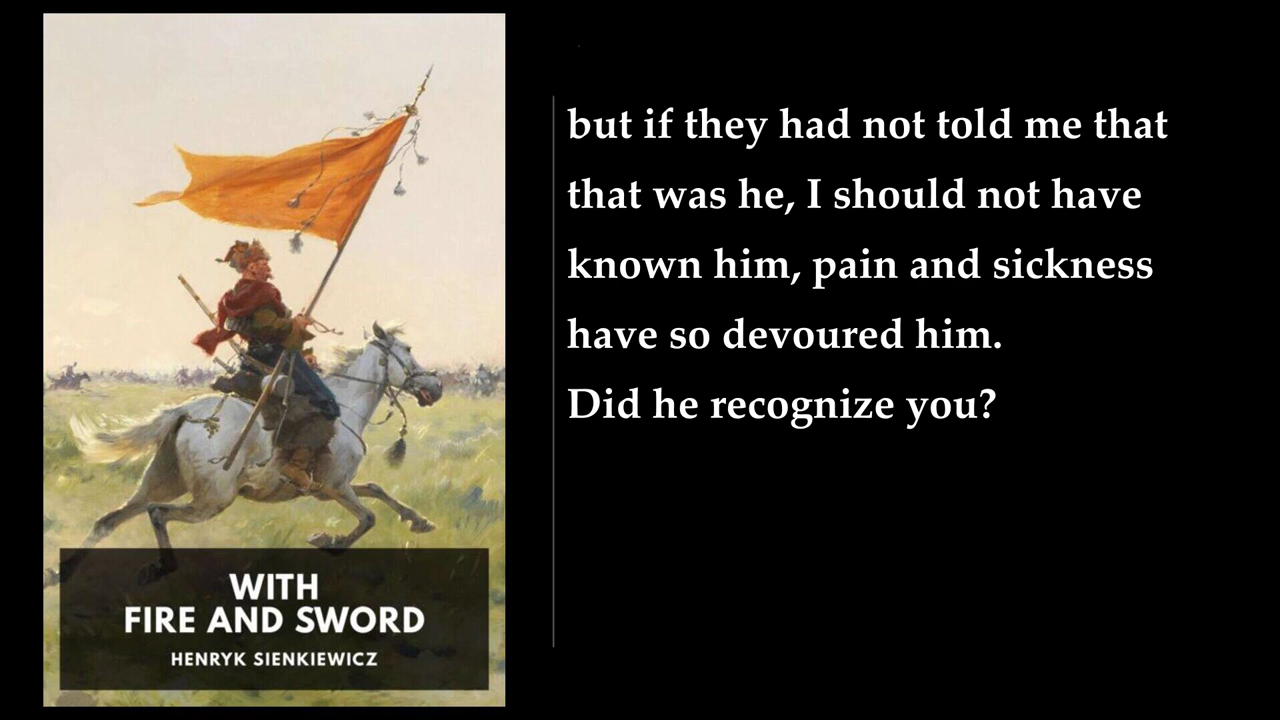 WITH
FIRE AND SWORD
HENRYK SIENKIEWICZ
but if they had not told me that
that was he, I should not have
known him, pain and sickness
have so devoured him.
Did he recognize you?